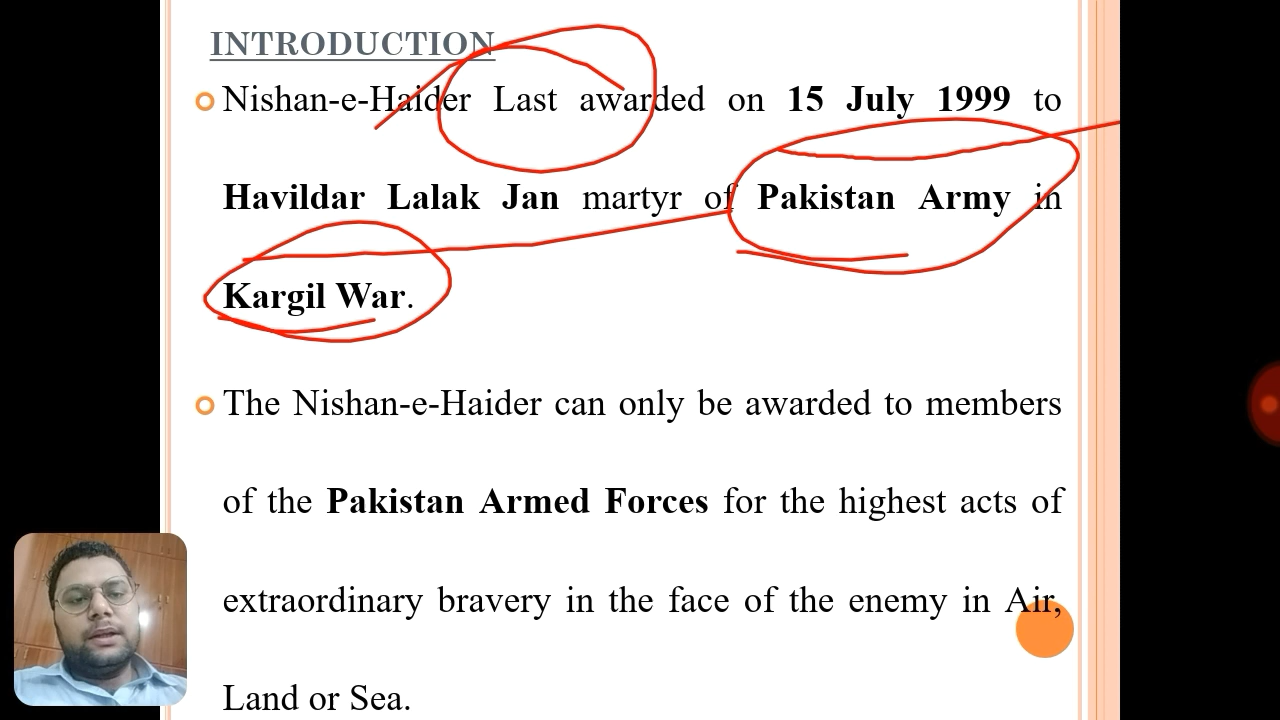 INTRODUCTION
Nishan-e-Haider Last awarded on 15 July 1999 to
Havildar Lalak Jan martyr of Pakistan Army in
Kargil War.
The Nishan-e-Haider can only be awarded to members
of the Pakistan Armed Forces for the highest acts of
extraordinary bravery in the face of the enemy in Air,
Land or Sea.